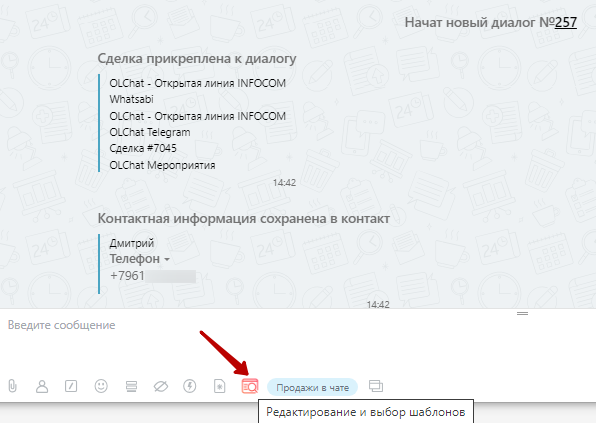 Начат новый диалог №257
Сделка прикреплена к диалогу
OLChat - Открытая линия INFOCOM
Whatsabi
OLChat - Открытая линия INFOCOM
OLChat Telegram
Сделка #7045
OLChat Мероприятия
14:42
Контактная информация сохранена в контакт
Дмитрий
Телефон
+7961
14:42
Введите сообщение
Продажи в чате
Редактирование и выбор шаблонов